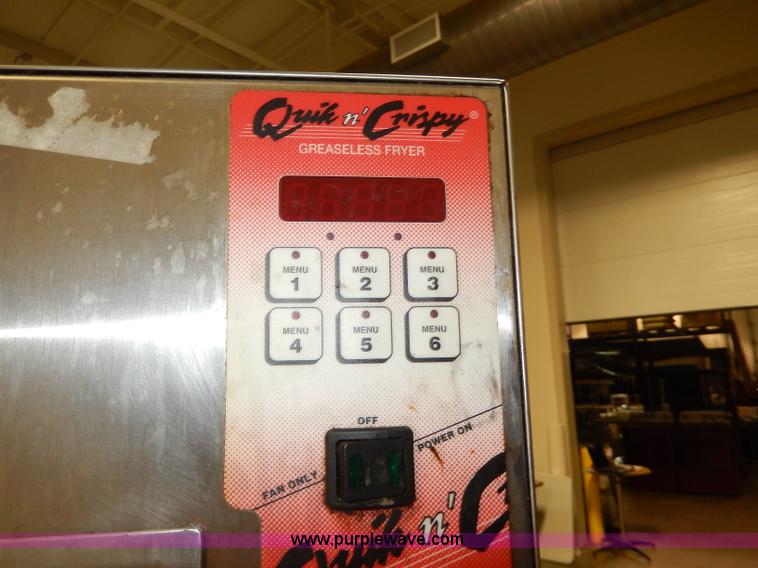 Quik n' Crispy®
GREASELESS FRYER
MENU 1
MENU 2
MENU 3
MENU 4
MENU 5
MENU 6
OFF
FAN ONLY
POWER ON
Quik n' C
www.purplewave.com